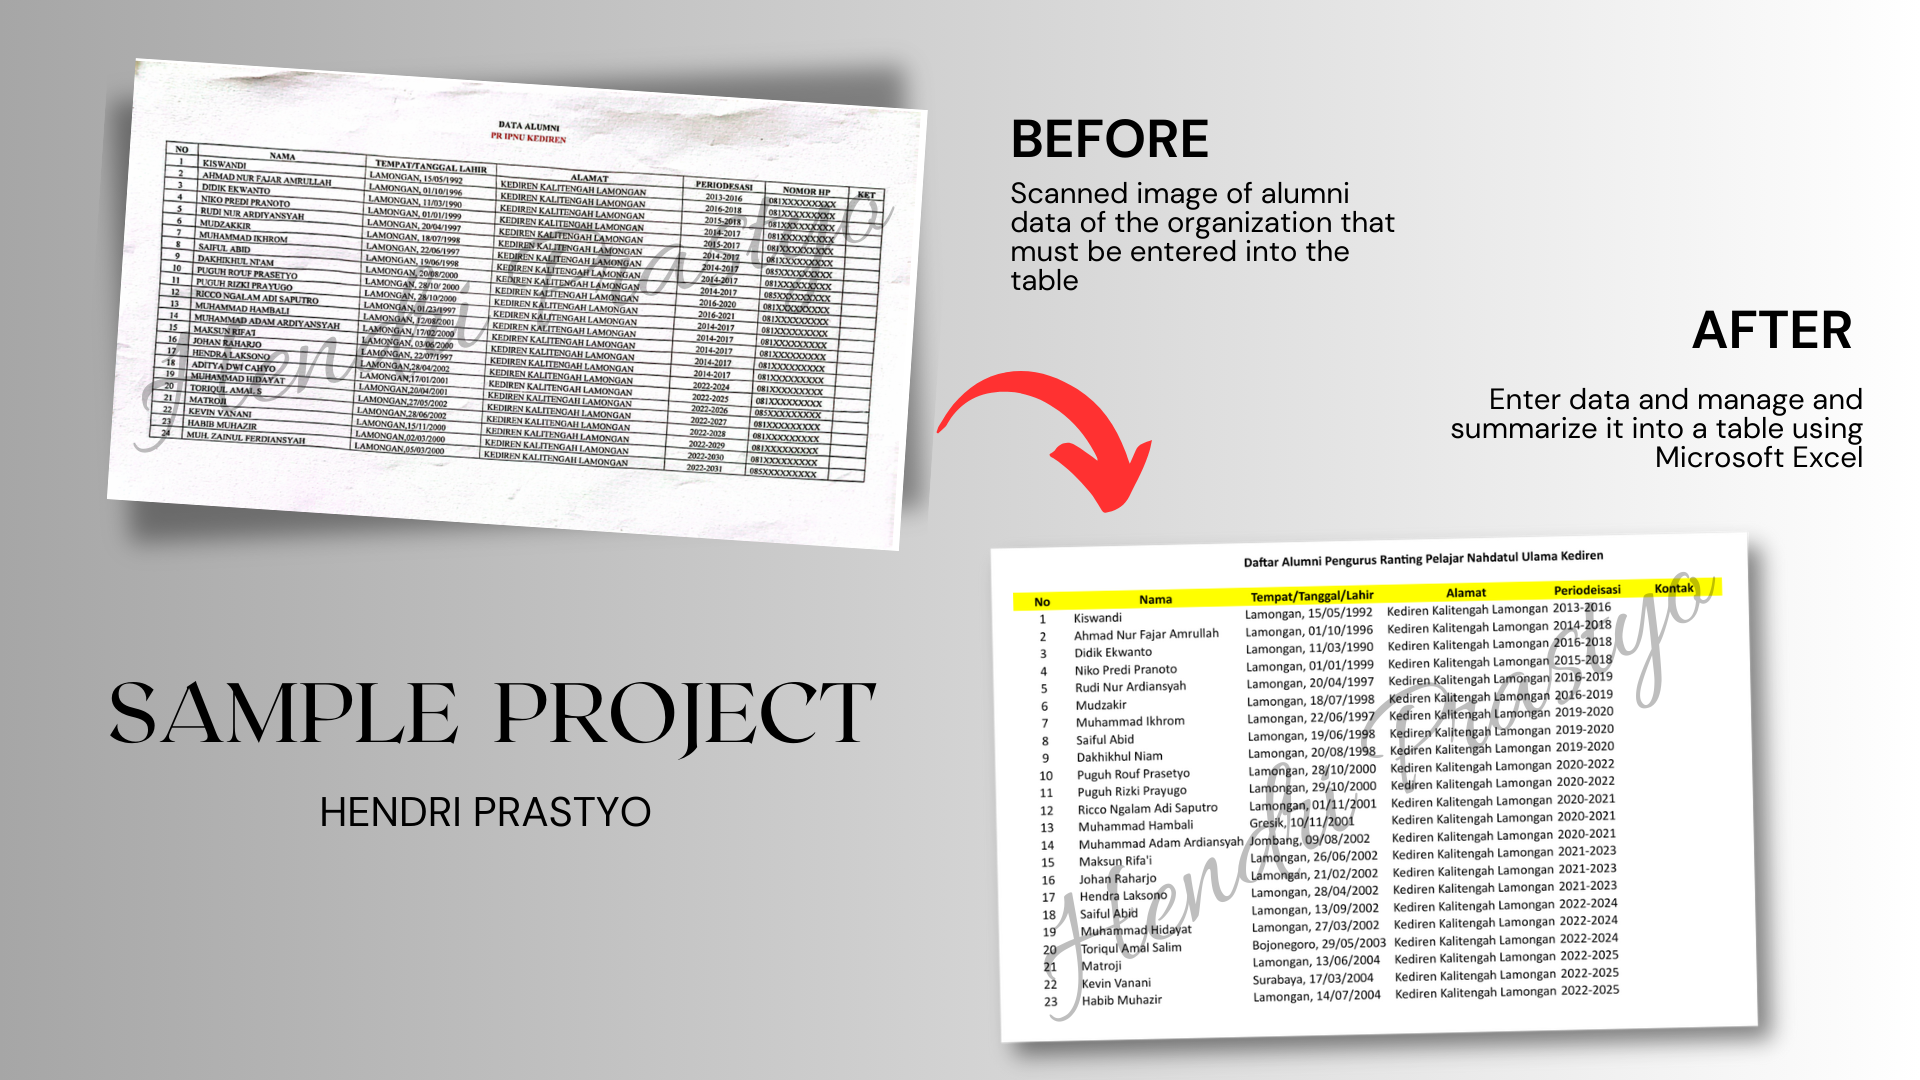 DATA ALUMNI
PR IPNU KEDIREN
NO NAMA TEMPAT/TANGGAL LAHIR ALAMAT PERIODESASI NOMOR HP KET
1 KISWANDI LAMONGAN, 15/05/1992 KEDIREN KALITENGAH LAMONGAN 2013-2016 081XXXXXXXXX
2 AHMAD NUR FAJAR AMRULLAH LAMONGAN, 01/10/1996 KEDIREN KALITENGAH LAMONGAN 2016-2018 081XXXXXXXXX
3 DIDIK EKWANTO LAMONGAN, 11/03/1990 KEDIREN KALITENGAH LAMONGAN 2015-2018 081XXXXXXXXX
4 NIKO PREDI PRANOTO LAMONGAN, 01/01/1999 KEDIREN KALITENGAH LAMONGAN 2014-2017
5 RUDI NUR ARDIYANSYAH LAMONGAN, 20/04/1997 KEDIREN KALITENGAH LAMONGAN 2015-2017
6 MUDZAKKIR LAMONGAN, 18/07/1998 KEDIREN KALITENGAH LAMONGAN 2014-2017
7 MUHAMMAD IKHROM LAMONGAN, 22/06/1997 KEDIREN KALITENGAH LAMONGAN 2014-2017
8 SAIFUL ABID LAMONGAN, 19/06/1998 KEDIREN KALITENGAH LAMONGAN 2014-2017
9 DAKHIKHUL NIAM LAMONGAN, 20/08/2000 KEDIREN KALITENGAH LAMONGAN 2016-2020
10 PUGUH ROUF PRASETYO LAMONGAN, 28/10/ 2000 KEDIREN KALITENGAH LAMONGAN 2016-2021
11 PUGUH RIZKI PRAYUGO LAMONGAN, 28/10/2000 KEDIREN KALITENGAH LAMONGAN 2014-2017
12 RICCO NGALAM ADI SAPUTRO LAMONGAN, 01/23/1997 KEDIREN KALITENGAH LAMONGAN 2014-2017
13 MUHAMMAD HAMBALI LAMONGAN, 12/08/2001 KEDIREN KALITENGAH LAMONGAN 2014-2017
14 MUHAMMAD ADAM ARDIYANSYAH LAMONGAN, 17/02/2000 KEDIREN KALITENGAH LAMONGAN 2014-2017
15 MAKSUN RIFA'I LAMONGAN, 03/06/2000 KEDIREN KALITENGAH LAMONGAN 2014-2017
16 JOHAN RAHARJO LAMONGAN, 22/07/1997 KEDIREN KALITENGAH LAMONGAN 2022-2024
17 HENDRA LAKSONO LAMONGAN,28/04/2002 KEDIREN KALITENGAH LAMONGAN 2022-2025
18 ADITYA DWI CAHYO LAMONGAN,17/01/2001 KEDIREN KALITENGAH LAMONGAN 2022-2026
19 MUHAMMAD HIDAYAT LAMONGAN,20/04/2001 KEDIREN KALITENGAH LAMONGAN 2022-2027
20 TORIQUL AMAL S LAMONGAN,27/05/2002 KEDIREN KALITENGAH LAMONGAN 2022-2028
21 MATROJI LAMONGAN,28/06/2002 KEDIREN KALITENGAH LAMONGAN 2022-2029
22 KEVIN VANANI LAMONGAN,15/11/2000 KEDIREN KALITENGAH LAMONGAN 2022-2030
23 HABIB MUHAZIR LAMONGAN,02/03/2000 KEDIREN KALITENGAH LAMONGAN 2022-2031
24 MUH. ZAINUL FERDIANSYAH LAMONGAN,05/03/2000 085XXXXXXXXX
Hendri Prastyo
BEFORE
Scanned image of alumni
data of the organization that
must be entered into the
table
AFTER
Enter data and manage and
summarize it into a table using
Microsoft Excel
SAMPLE PROJECT
HENDRI PRASTYO
Daftar Alumni Pengurus Ranting Pelajar Nahdatul Ulama Kediren
No Nama Tempat/Tanggal/Lahir Alamat Periodeisasi Kontak
1 Kiswandi Lamongan, 15/05/1992 Kediren Kalitengah Lamongan 2013-2016
2 Ahmad Nur Fajar Amrullah Lamongan, 01/10/1996 Kediren Kalitengah Lamongan 2014-2018
3 Didik Ekwanto Lamongan, 11/03/1990 Kediren Kalitengah Lamongan 2016-2018
4 Niko Predi Pranoto Lamongan, 01/01/1999 Kediren Kalitengah Lamongan 2015-2018
5 Rudi Nur Ardiansyah Lamongan, 20/04/1997 Kediren Kalitengah Lamongan 2016-2019
6 Mudzakir Lamongan, 18/07/1998 Kediren Kalitengah Lamongan 2016-2019
7 Muhammad Ikhrom Lamongan, 22/06/1997 Kediren Kalitengah Lamongan 2019-2020
8 Saiful Abid Lamongan, 19/06/1998 Kediren Kalitengah Lamongan 2019-2020
9 Dakhikhul Niam Lamongan, 20/08/1998 Kediren Kalitengah Lamongan 2019-2020
10 Puguh Rouf Prasetyo Lamongan, 28/10/2000 Kediren Kalitengah Lamongan 2020-2022
11 Puguh Rizki Prayugo Lamongan, 29/10/2000 Kediren Kalitengah Lamongan 2020-2022
12 Ricco Ngalam Adi Saputro Lamongan, 01/11/2001 Kediren Kalitengah Lamongan 2020-2021
13 Muhammad Hambali Gresik, 10/11/2001 Kediren Kalitengah Lamongan 2020-2021
14 Muhammad Adam Ardiansyah Jombang, 09/08/2002 Kediren Kalitengah Lamongan 2020-2021
15 Maksun Rifa'i Lamongan, 26/06/2002 Kediren Kalitengah Lamongan 2021-2023
16 Johan Raharjo Lamongan, 21/02/2002 Kediren Kalitengah Lamongan 2021-2023
17 Hendra Laksono Lamongan, 28/04/2002 Kediren Kalitengah Lamongan 2021-2023
18 Saiful Abid Lamongan, 13/09/2002 Kediren Kalitengah Lamongan 2022-2024
19 Muhammad Hidayat Lamongan, 27/03/2002 Kediren Kalitengah Lamongan 2022-2024
20 Toriqul Amal Salim Bojonegoro, 29/05/2003 Kediren Kalitengah Lamongan 2022-2024
21 Matroji Lamongan, 13/06/2004 Kediren Kalitengah Lamongan 2022-2025
22 Kevin Vanani Surabaya, 17/03/2004 Kediren Kalitengah Lamongan 2022-2025
23 Habib Muhazir Lamongan, 14/07/2004 Kediren Kalitengah Lamongan 2022-2025
Hendri Prastyo